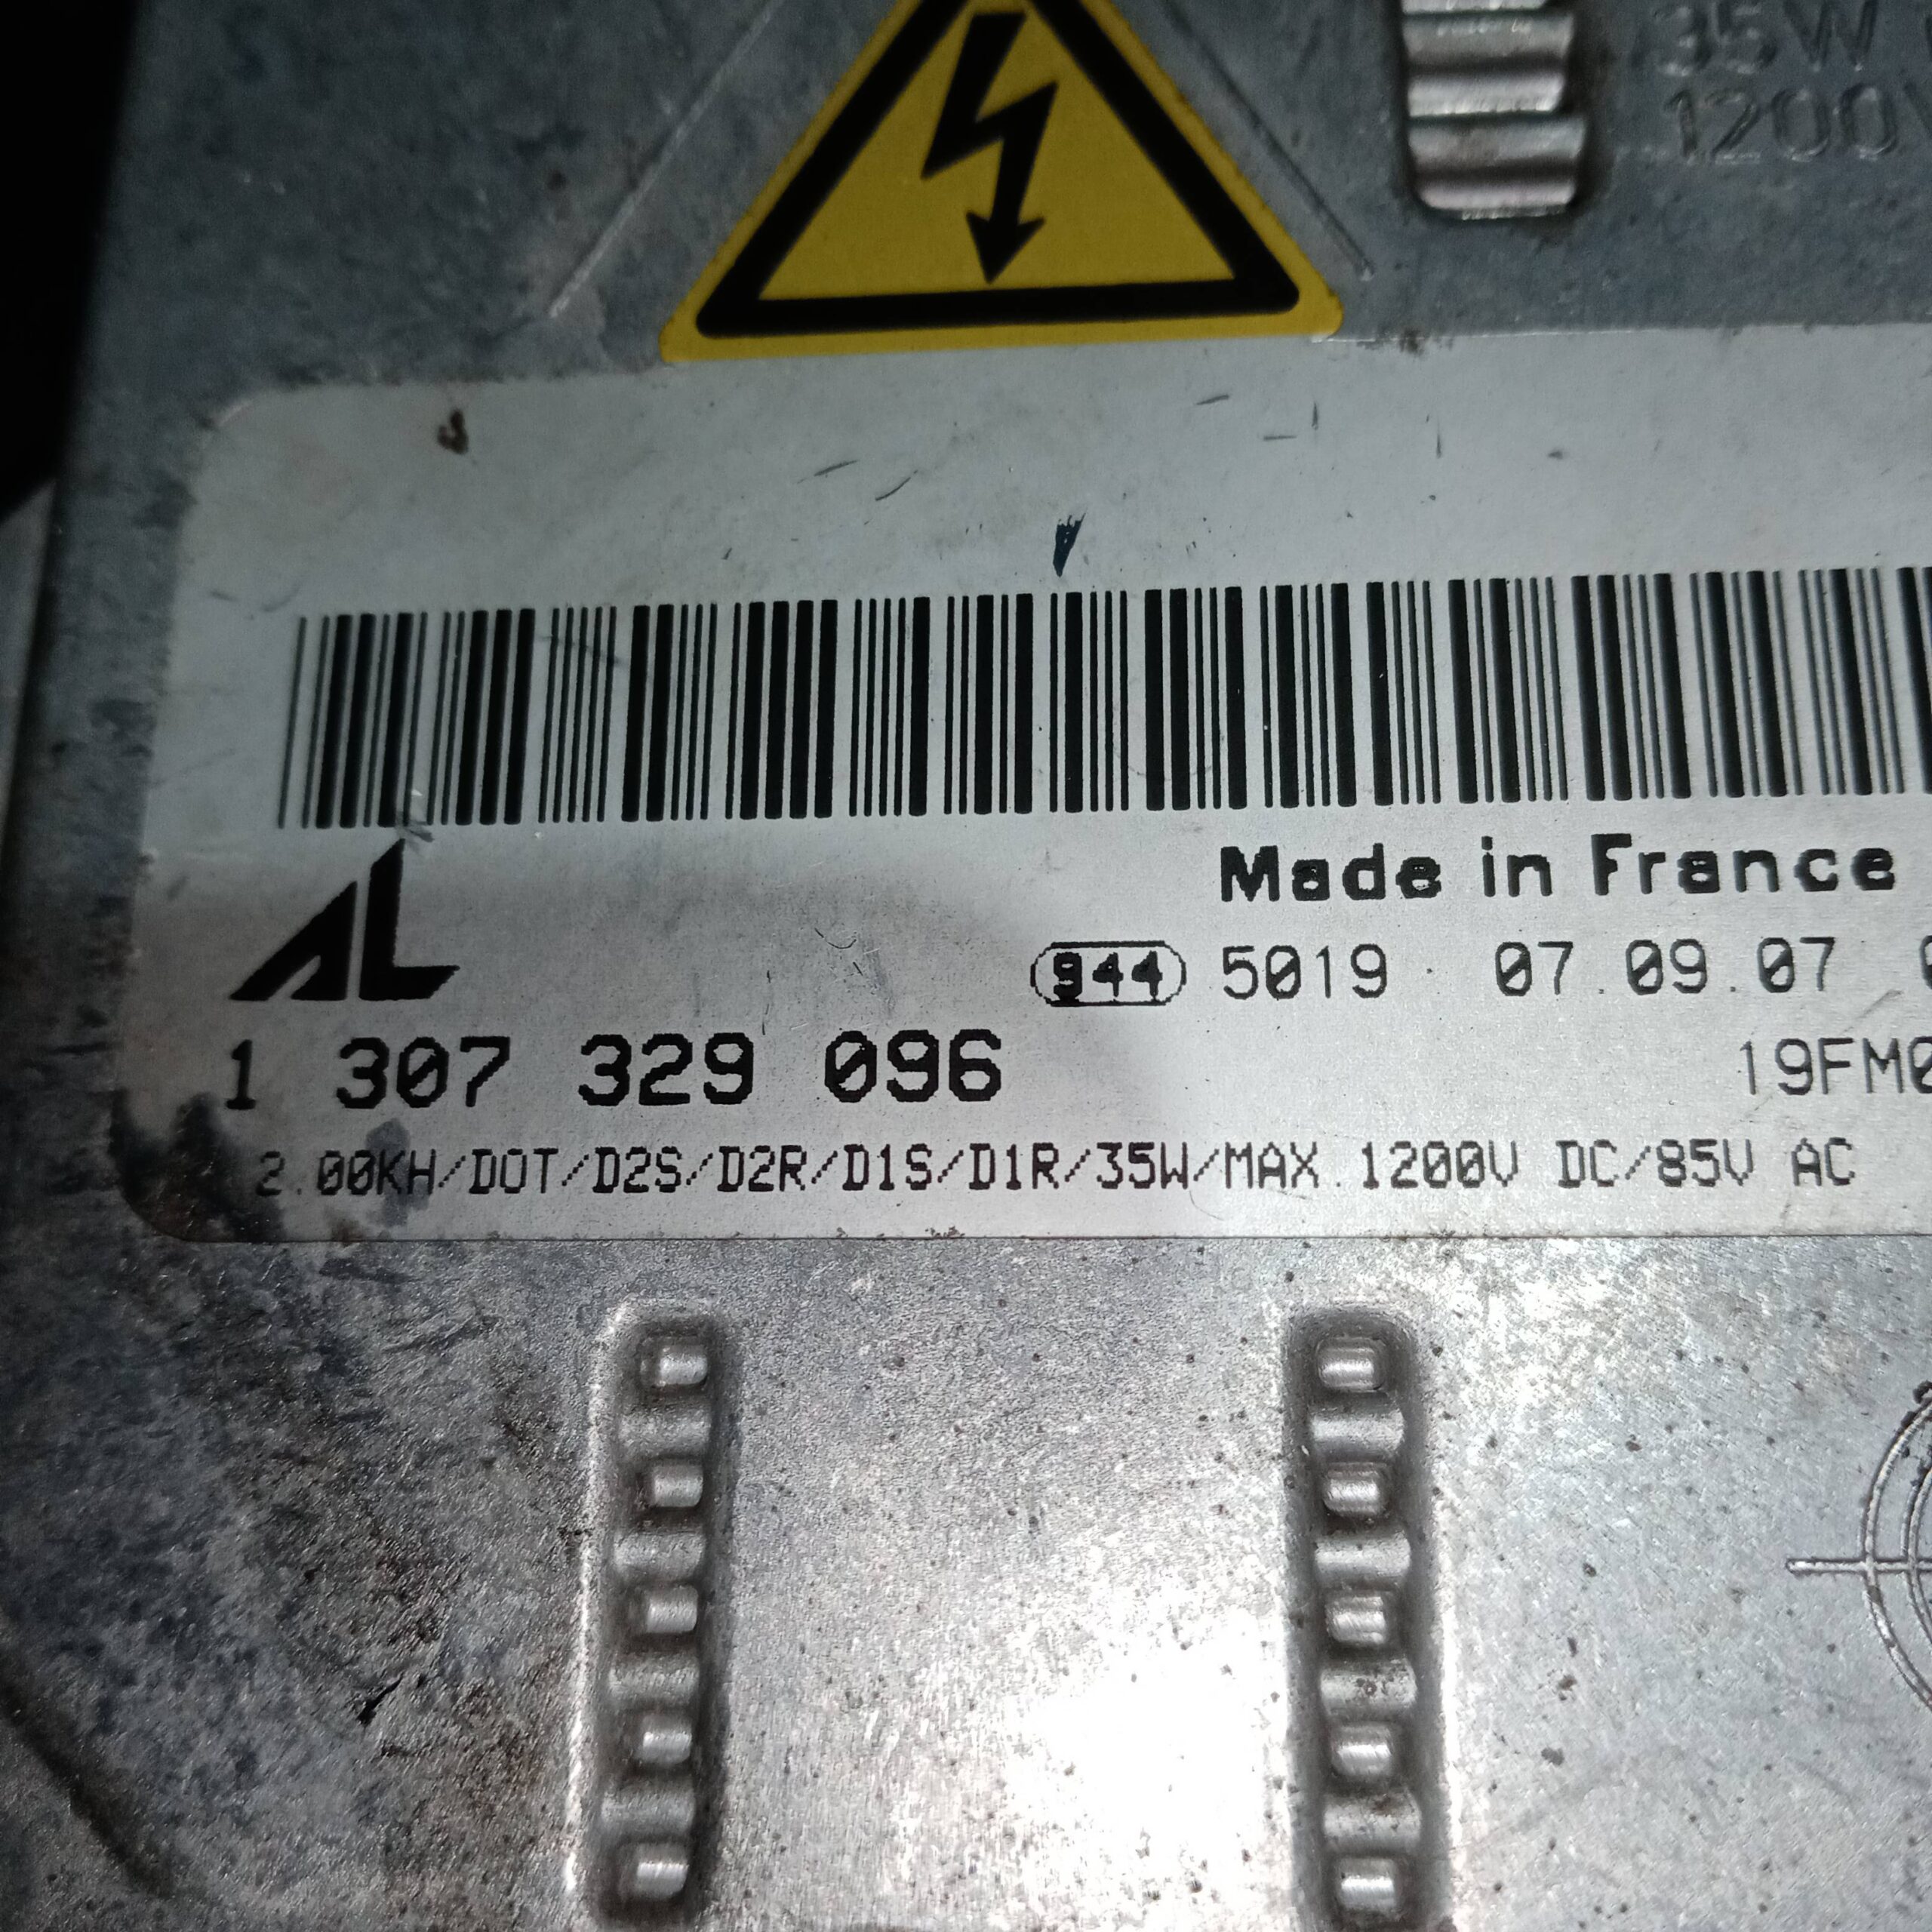 35W
1200V
AL
Made in France
944 5019 07.09.07
1 307 329 096
19FM0
2.00KH/DOT/D2S/D2R/D1S/D1R/35W/MAX.1200V DC/85V AC